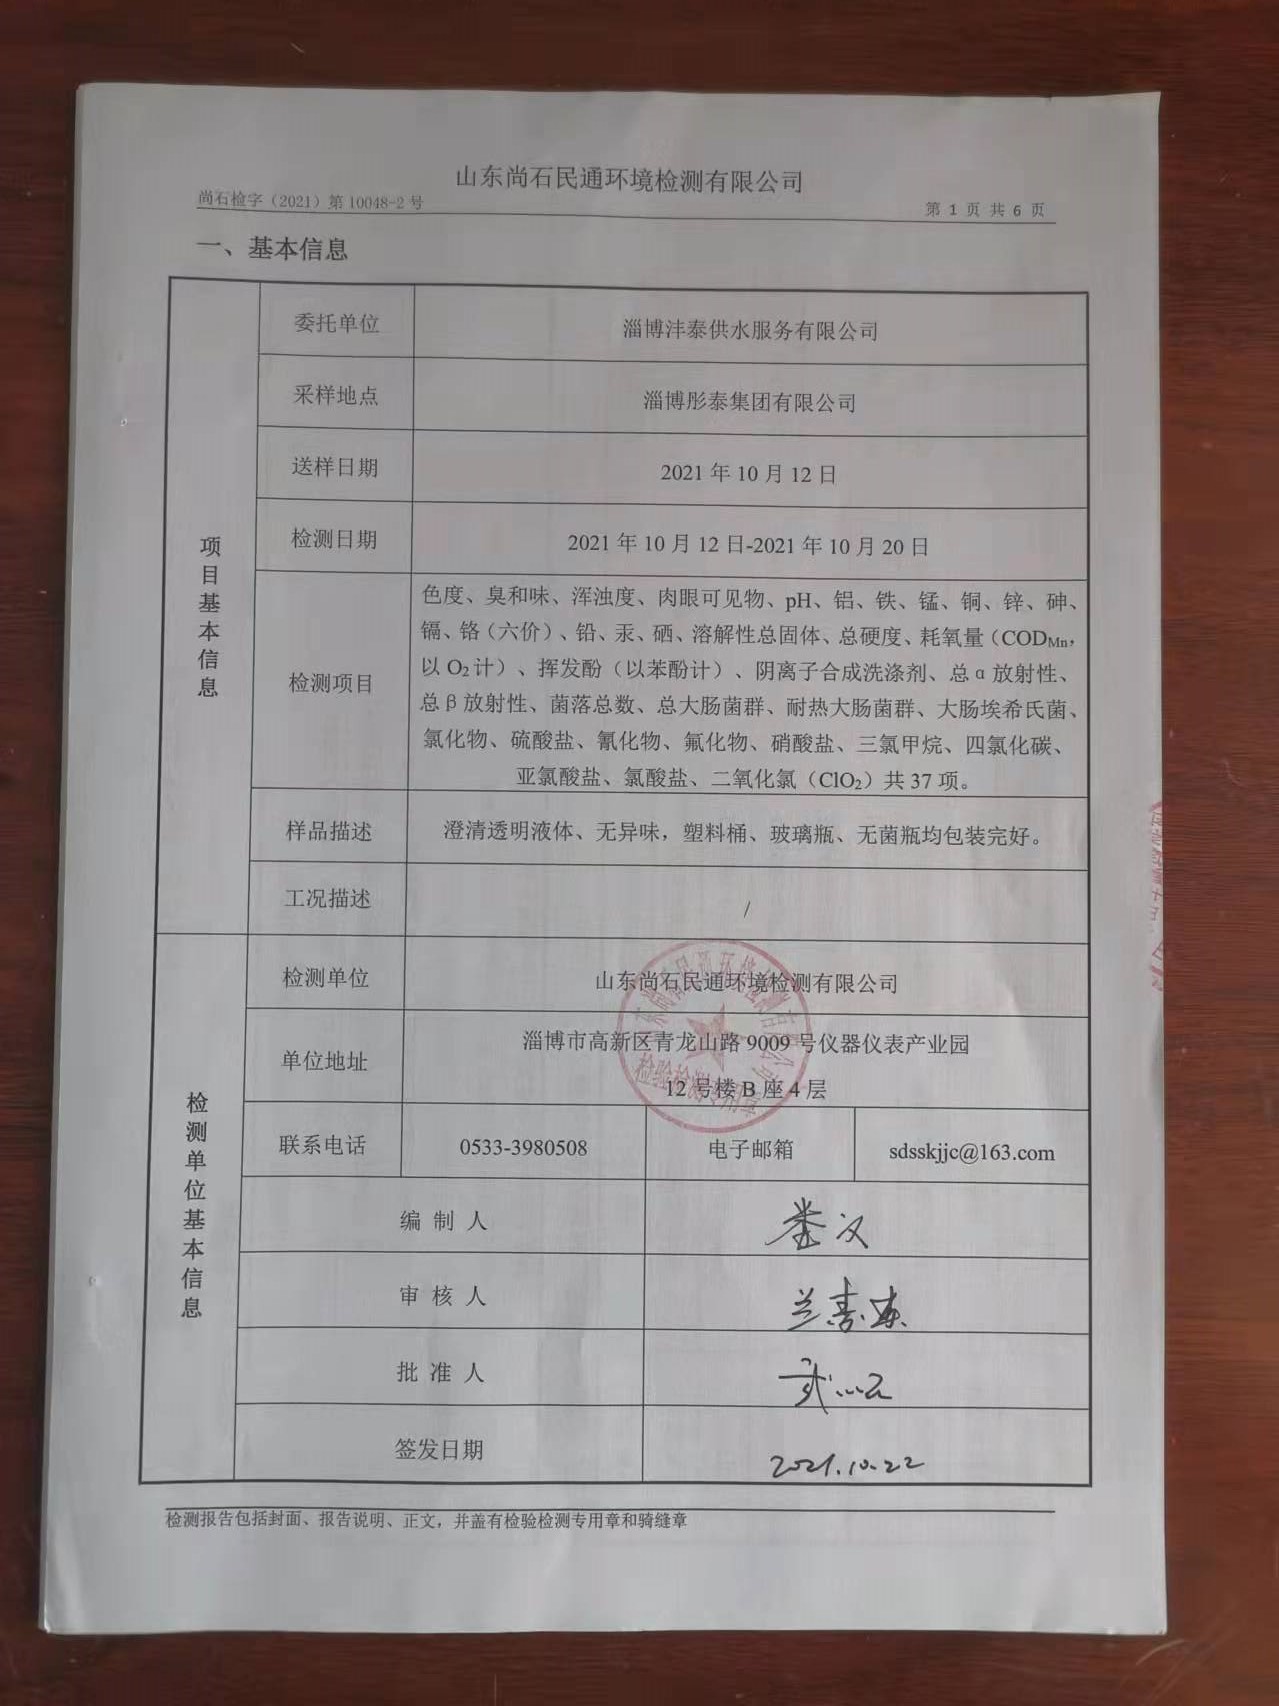 山东尚石民通环境检测有限公司
尚石检字（2021）第10048-2号
第 1 页 共 6 页
一、基本信息
项目基本信息
委托单位
淄博沣泰供水服务有限公司
采样地点
淄博彤泰集团有限公司
送样日期
2021 年 10 月 12 日
检测日期
2021 年 10 月 12 日-2021 年 10 月 20 日
检测项目
色度、臭和味、浑浊度、肉眼可见物、pH、铝、铁、锰、铜、锌、砷、
镉、铬（六价）、铅、汞、硒、溶解性总固体、总硬度、耗氧量（CODMn，
以 O2计）、挥发酚（以苯酚计）、阴离子合成洗涤剂、总α放射性、
总β放射性、菌落总数、总大肠菌群、耐热大肠菌群、大肠埃希氏菌、
氯化物、硫酸盐、氰化物、氟化物、硝酸盐、三氯甲烷、四氯化碳、
亚氯酸盐、氯酸盐、二氧化氯（ClO2）共 37 项。
样品描述
澄清透明液体、无异味，塑料桶、玻璃瓶、无菌瓶均包装完好。
工况描述
/
检测单位基本信息
检测单位
山东尚石民通环境检测有限公司
单位地址
淄博市高新区青龙山路 9009 号仪器仪表产业园
12 号楼 B 座 4 层
联系电话
0533-3980508
电子邮箱
sdsskjjc@163.com
编 制 人
审 核 人
批 准 人
签发日期
2021.10.22
检测报告包括封面、报告说明、正文，并盖有检验检测专用章和骑缝章